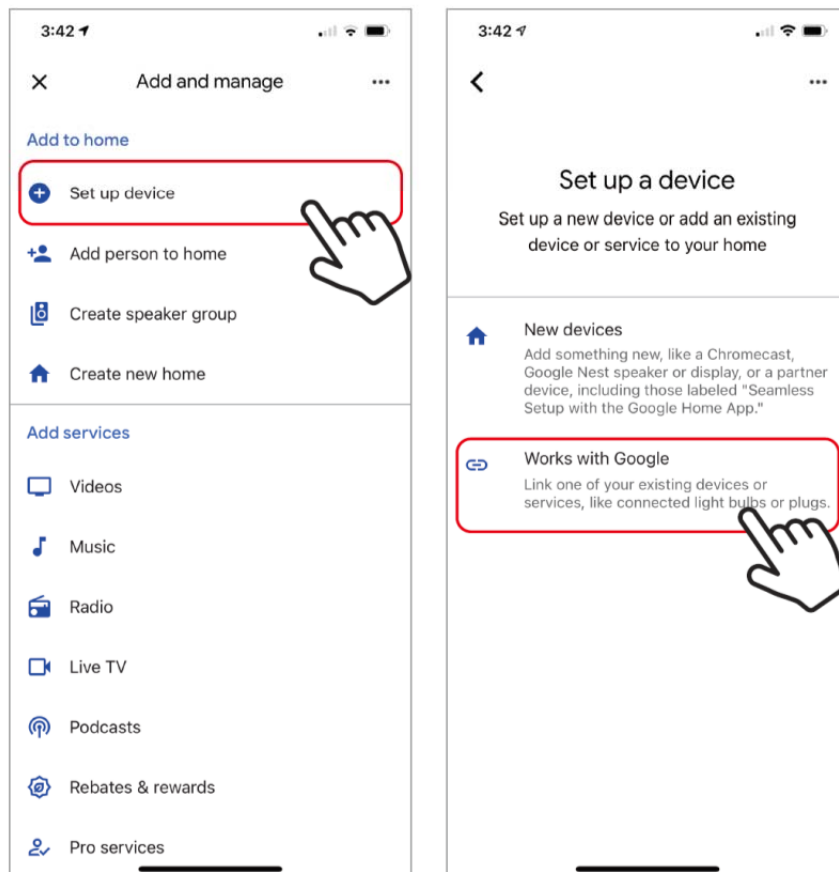 3:42
Add and manage
Add to home
Set up device
Add person to home
Create speaker group
Create new home
Add services
Videos
Music
Radio
Live TV
Podcasts
Rebates & rewards
Pro services
3:42
Set up a device
Set up a new device or add an existing
device or service to your home
New devices
Add something new, like a Chromecast,
Google Nest speaker or display, or a partner
device, including those labeled "Seamless
Setup with the Google Home App."
Works with Google
Link one of your existing devices or
services, like connected light bulbs or plugs.